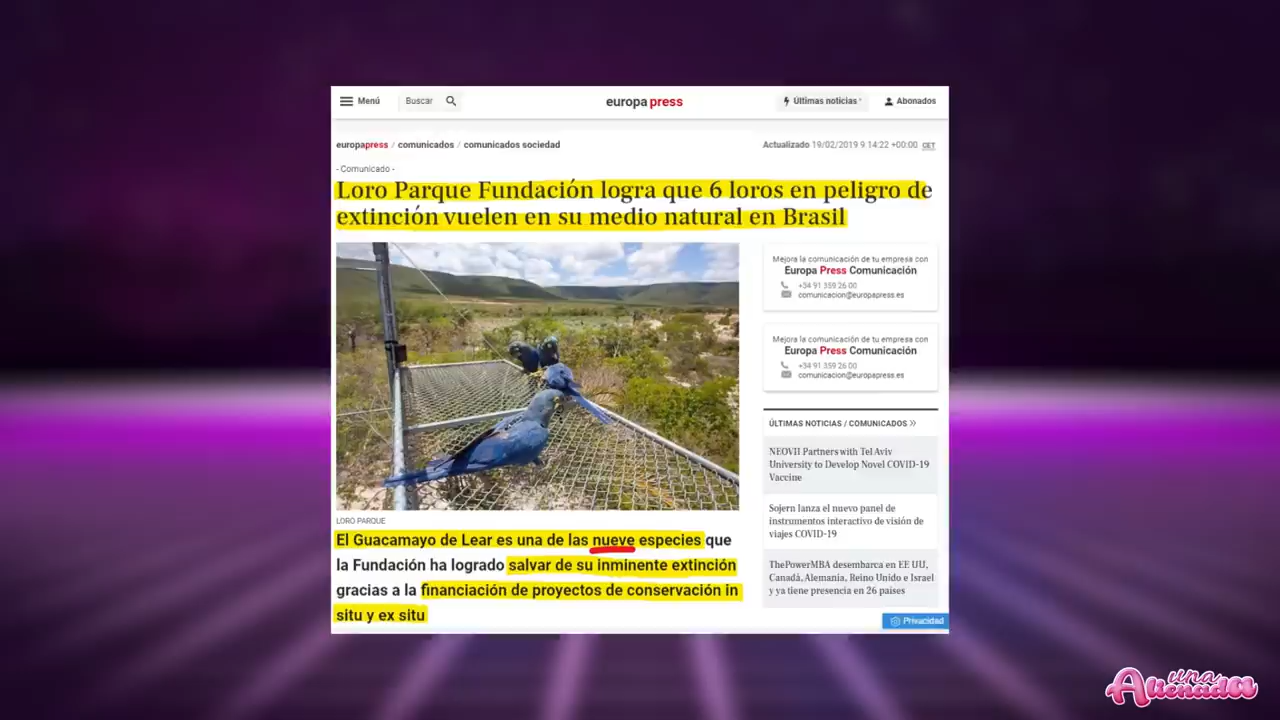 Menú
Buscar
europa press
Últimas noticias
Abonados
europapress / comunicados / comunicados sociedad
Actualizado 19/02/2019 9:14:22 +00:00 CET
- Comunicado -
Loro Parque Fundación logra que 6 loros en peligro de
extinción vuelen en su medio natural en Brasil
Mejora la comunicación de tu empresa con
Europa Press Comunicación
+34 91 359 26 00
comunicacion@europapress.es
Mejora la comunicación de tu empresa con
Europa Press Comunicación
+34 91 359 26 00
comunicacion@europapress.es
ÚLTIMAS NOTICIAS / COMUNICADOS »
NEOVII Partners with Tel Aviv
University to Develop Novel COVID-19
Vaccine
Sojern lanza el nuevo panel de
instrumentos interactivo de visión de
viajes COVID-19
ThePowerMBA desembarca en EE UU,
Canadá, Alemania, Reino Unido e Israel
y ya tiene presencia en 26 países
Privacidad
LORO PARQUE
El Guacamayo de Lear es una de las nueve especies que
la Fundación ha logrado salvar de su inminente extinción
gracias a la financiación de proyectos de conservación in
situ y ex situ
una
Alienada